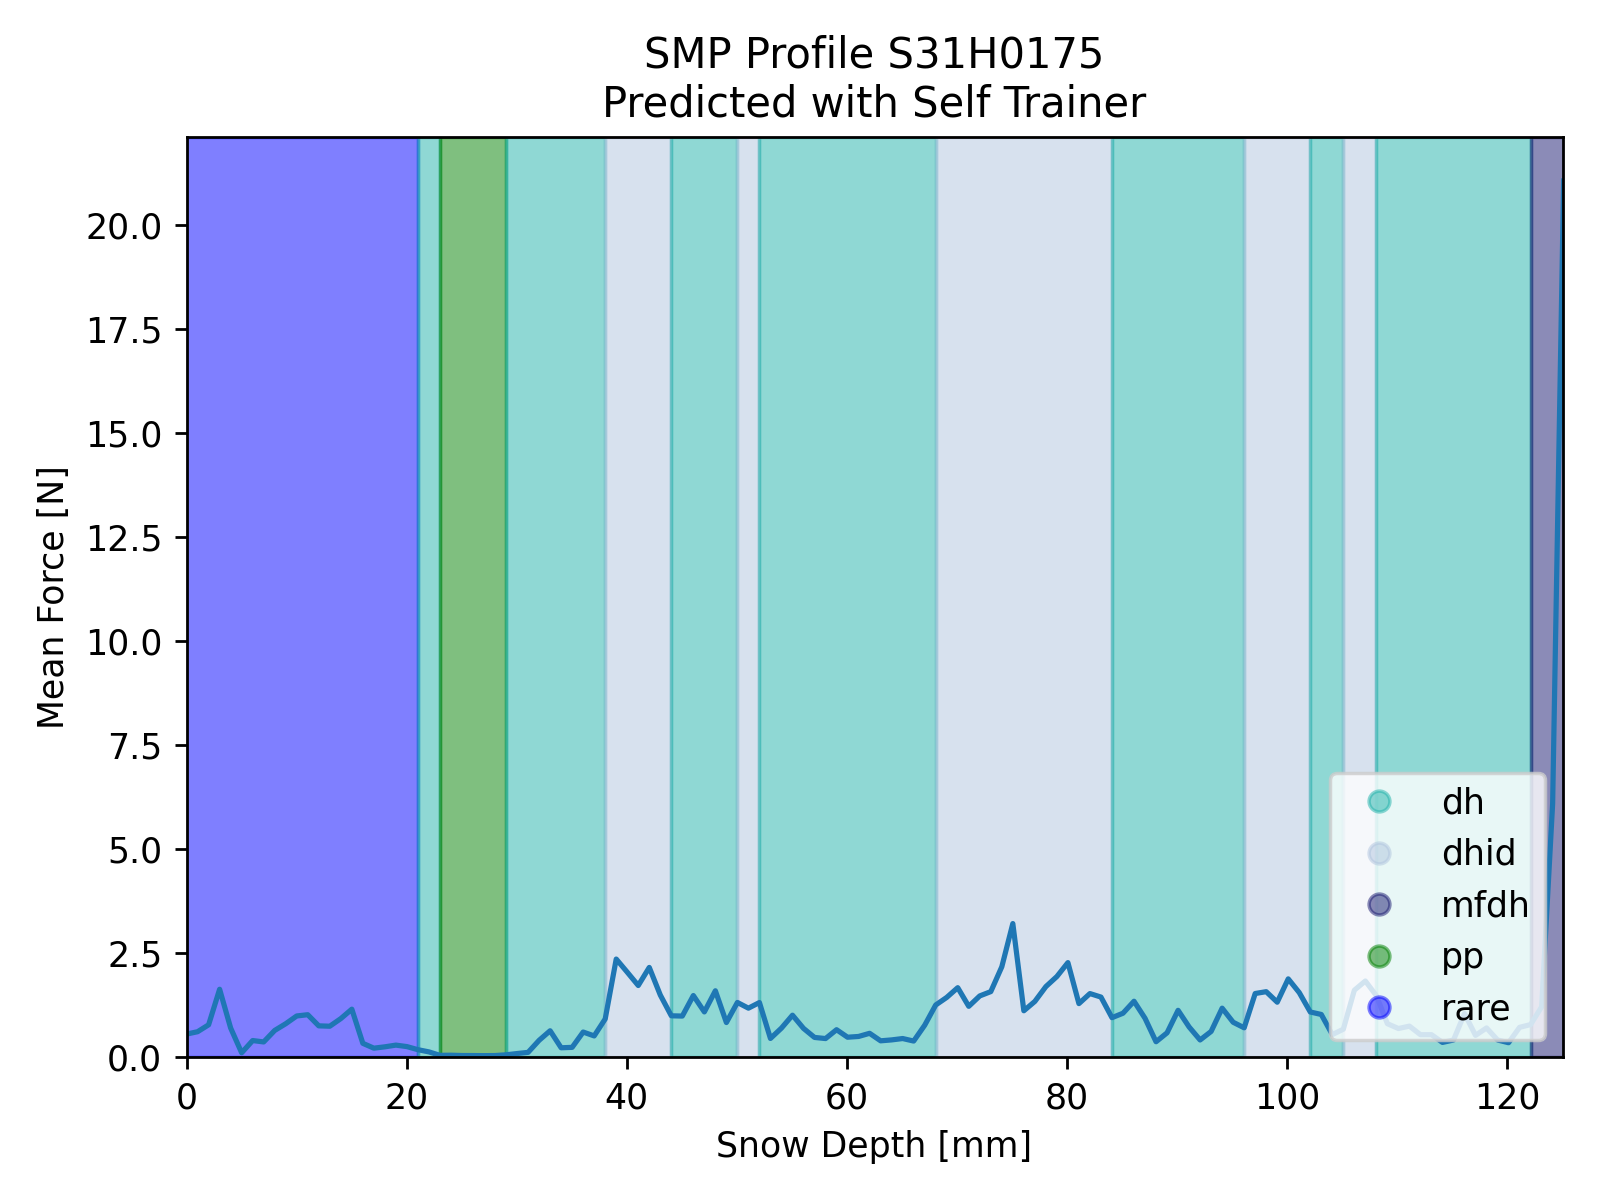 SMP Profile S31H0175
Predicted with Self Trainer
Mean Force [N]
20.0
17.5
15.0
12.5
10.0
7.5
5.0
2.5
0.0
dh
dhid
mfdh
pp
rare
0 20 40 60 80 100 120
Snow Depth [mm]